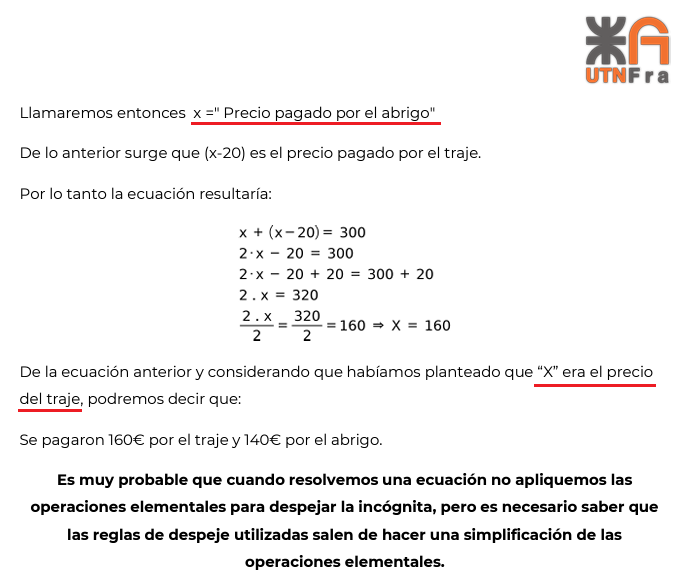 UTNFra
Llamaremos entonces x =" Precio pagado por el abrigo"
De lo anterior surge que (x-20) es el precio pagado por el traje.
Por lo tanto la ecuación resultaría:
x + (x−20) = 300
2·x − 20 = 300
2·x − 20 + 20 = 300 + 20
2 . x = 320
2 . x / 2 = 320 / 2 = 160 ⇒ X = 160
De la ecuación anterior y considerando que habíamos planteado que “X” era el precio
del traje, podremos decir que:
Se pagaron 160€ por el traje y 140€ por el abrigo.
Es muy probable que cuando resolvemos una ecuación no apliquemos las
operaciones elementales para despejar la incógnita, pero es necesario saber que
las reglas de despeje utilizadas salen de hacer una simplificación de las
operaciones elementales.